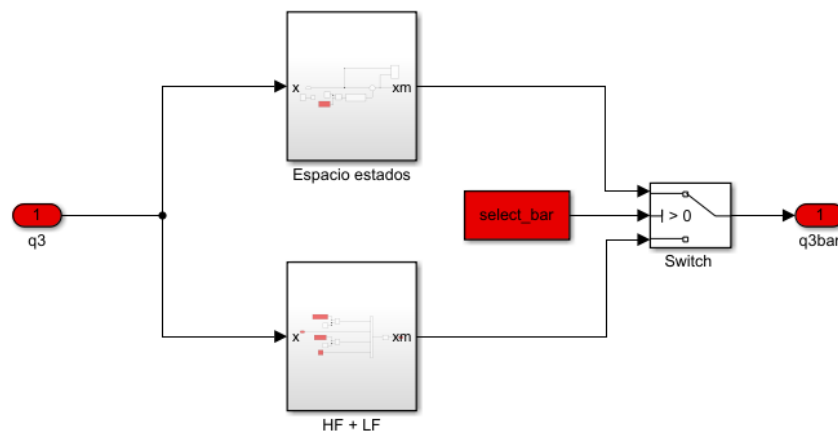 x
xm
Espacio estados
1
q3
select_bar
> 0
Switch
1
q3bar
x
xm
HF + LF